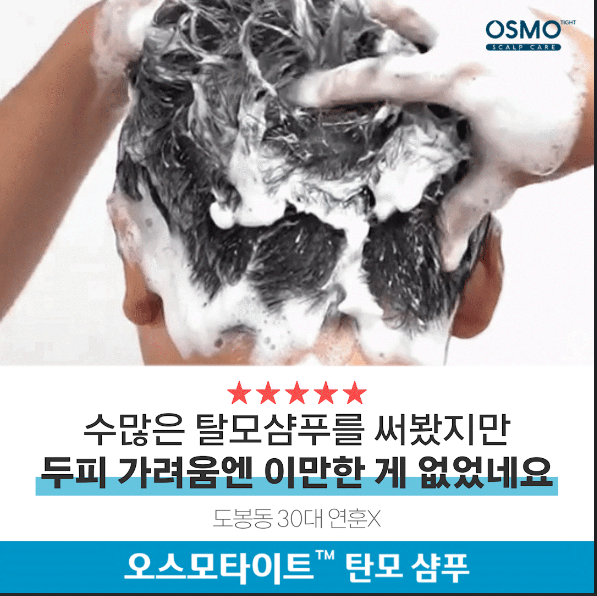 OSMO TIGHT
SCALP CARE
★★★★★
수많은 탈모샴푸를 써봤지만
두피 가려움엔 이만한 게 없었네요
도봉동 30대 연훈X
오스모타이트™ 탄모 샴푸